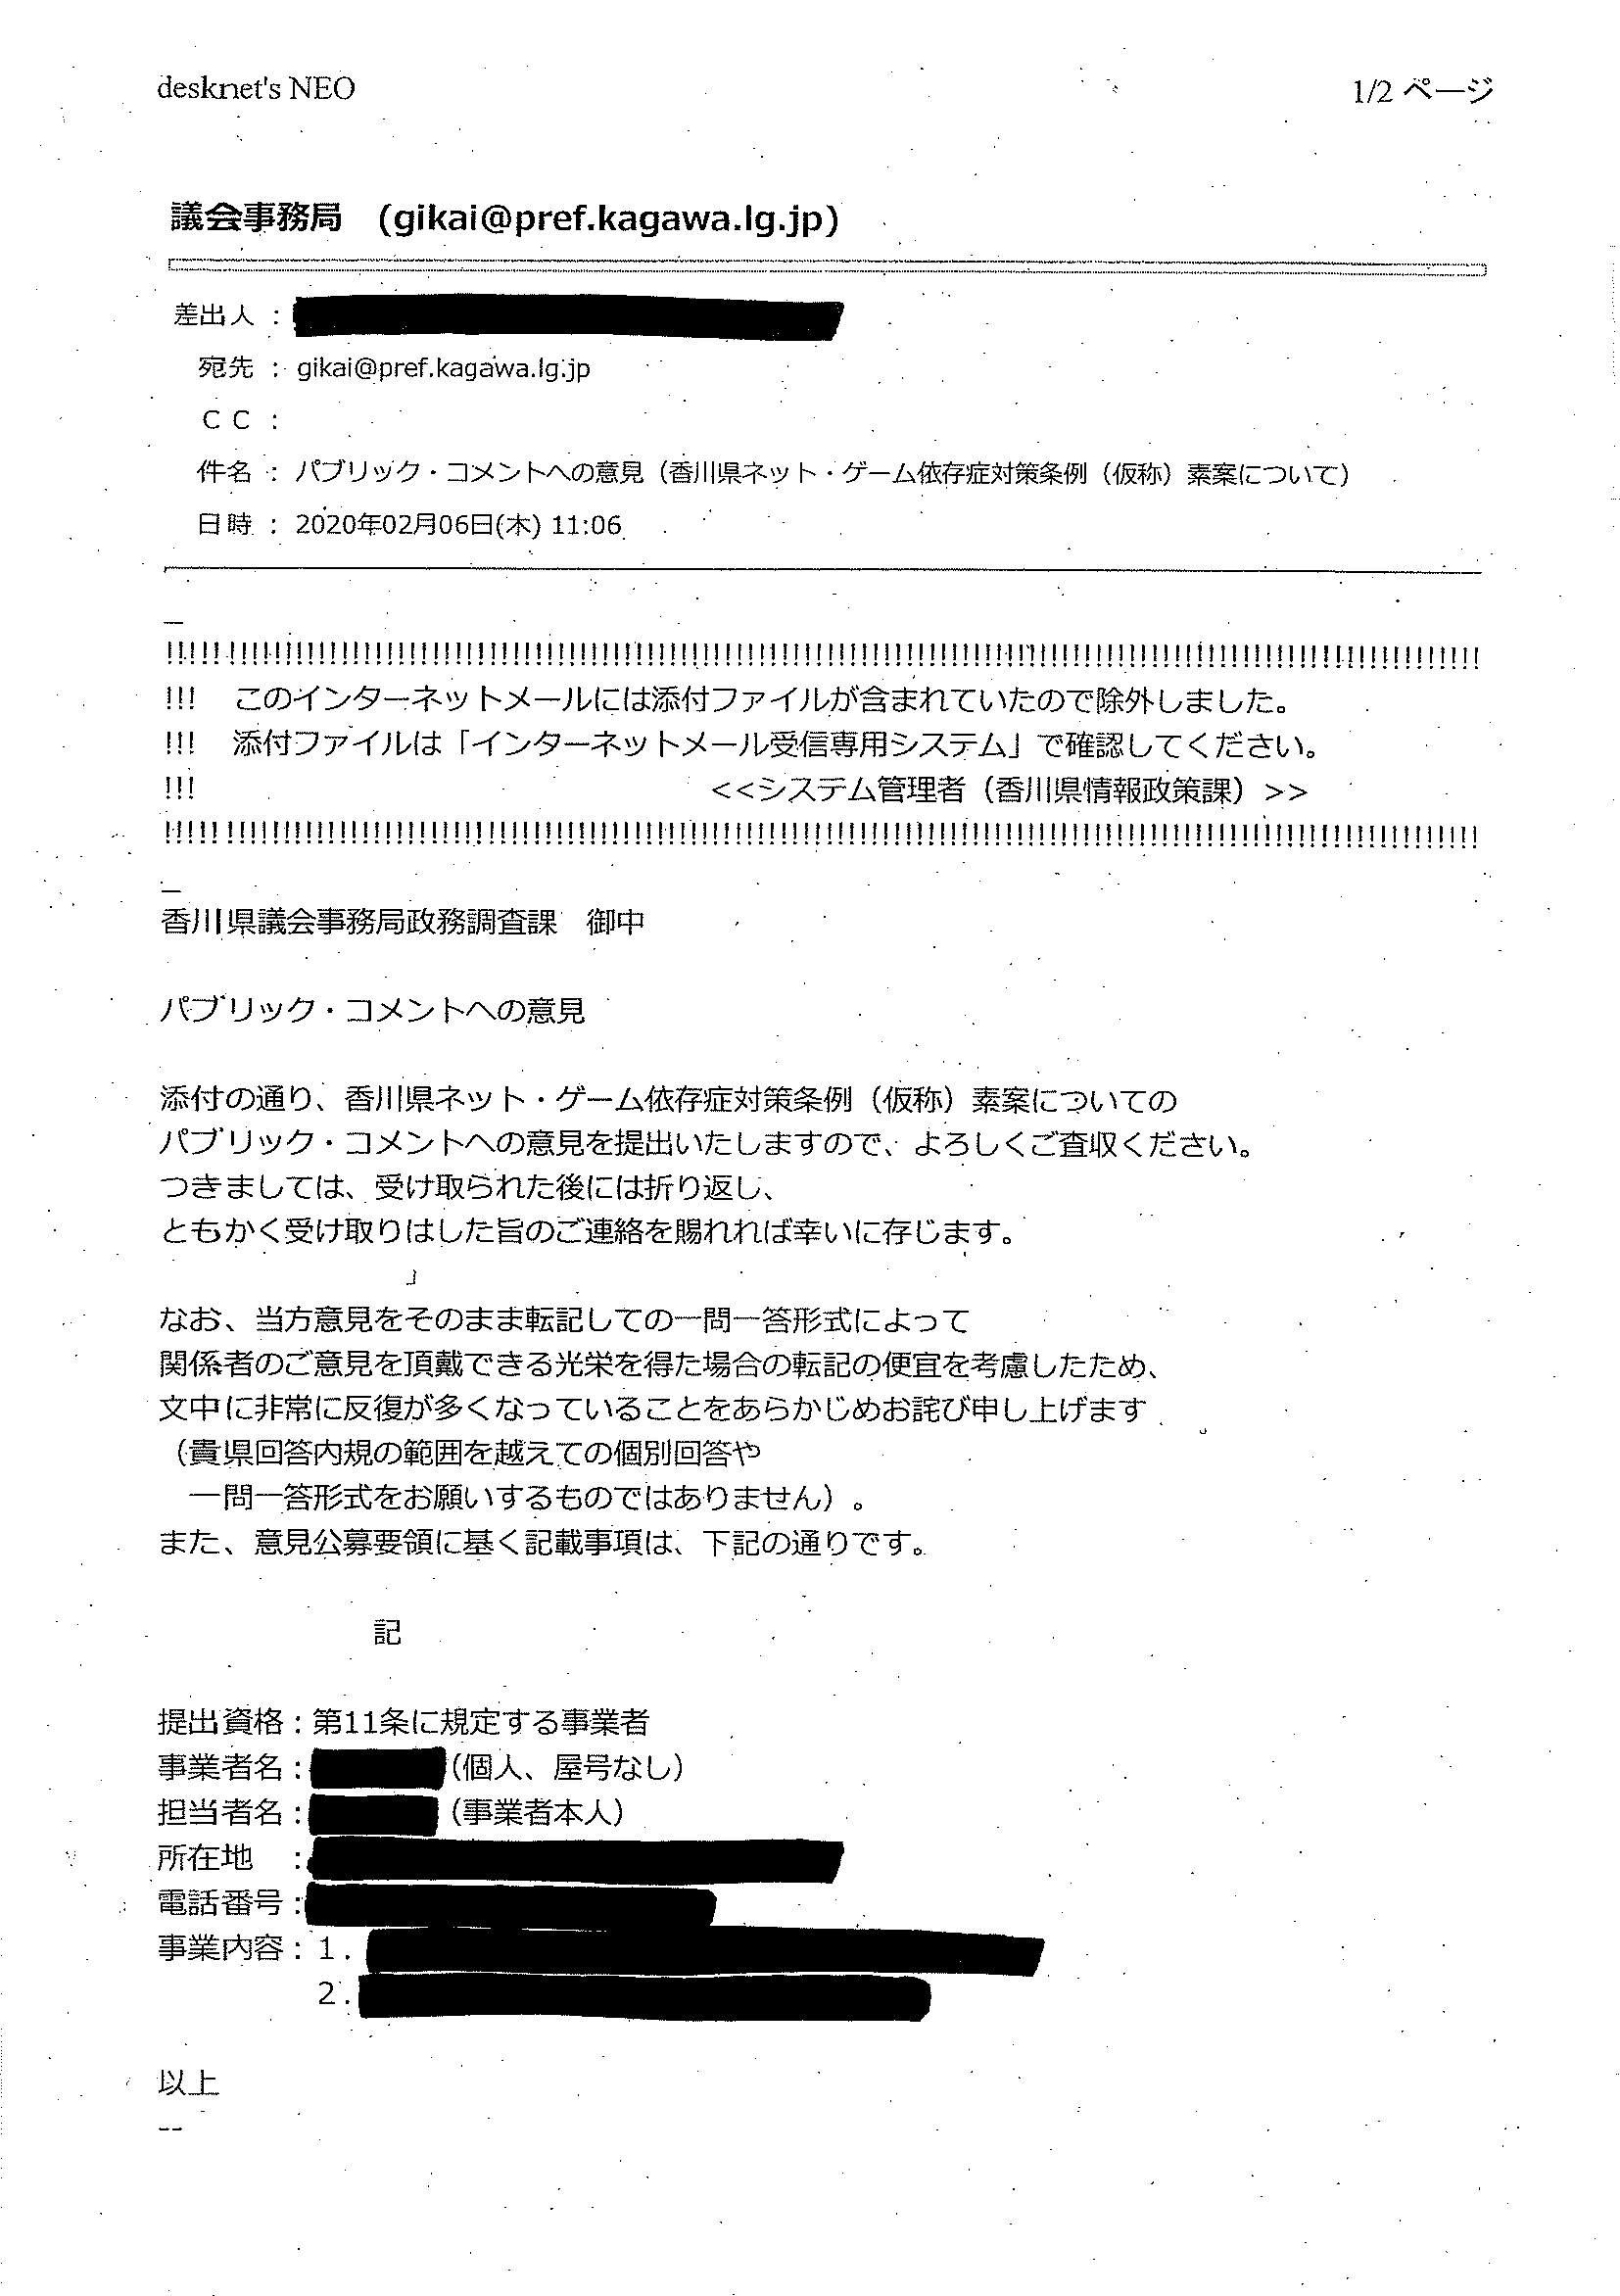 desknet's NEO
1/2 ページ
議会事務局　(gikai@pref.kagawa.lg.jp)
差出人 :
宛先 : gikai@pref.kagawa.lg.jp
ＣＣ :
件名 : パブリック・コメントへの意見（香川県ネット・ゲーム依存症対策条例（仮称）素案について）
日時 : 2020年02月06日(木) 11:06
!!!!!!!!!!!!!!!!!!!!!!!!!!!!!!!!!!!!!!!!!!!!!!!!!!!!!!!!!!!!!!!!!!!!!!!!!!!!!!!!!!!!!!!!!!!!!!!!!!!!!!!!!!!!!!
!!!　このインターネットメールには添付ファイルが含まれていたので除外しました。
!!!　添付ファイルは「インターネットメール受信専用システム」で確認してください。
!!!　　　　　　　　　　　　　　　　　<<システム管理者（香川県情報政策課）>>
!!!!!!!!!!!!!!!!!!!!!!!!!!!!!!!!!!!!!!!!!!!!!!!!!!!!!!!!!!!!!!!!!!!!!!!!!!!!!!!!!!!!!!!!!!!!!!!!!!!!!!!!!!!!!!
香川県議会事務局政務調査課　御中
パブリック・コメントへの意見
添付の通り、香川県ネット・ゲーム依存症対策条例（仮称）素案についての
パブリック・コメントへの意見を提出いたしますので、よろしくご査収ください。
つきましては、受け取られた後には折り返し、
ともかく受け取りはした旨のご連絡を賜れれば幸いに存じます。
なお、当方意見をそのまま転記しての一問一答形式によって
関係者のご意見を頂戴できる光栄を得た場合の転記の便宜を考慮したため、
文中に非常に反復が多くなっていることをあらかじめお詫び申し上げます
（貴県回答内規の範囲を越えての個別回答や
　一問一答形式をお願いするものではありません）。
また、意見公募要領に基く記載事項は、下記の通りです。
記
提出資格：第11条に規定する事業者
事業者名：（個人、屋号なし）
担当者名：（事業者本人）
所在地　：
電話番号：
事業内容：１．
２．
以上
--